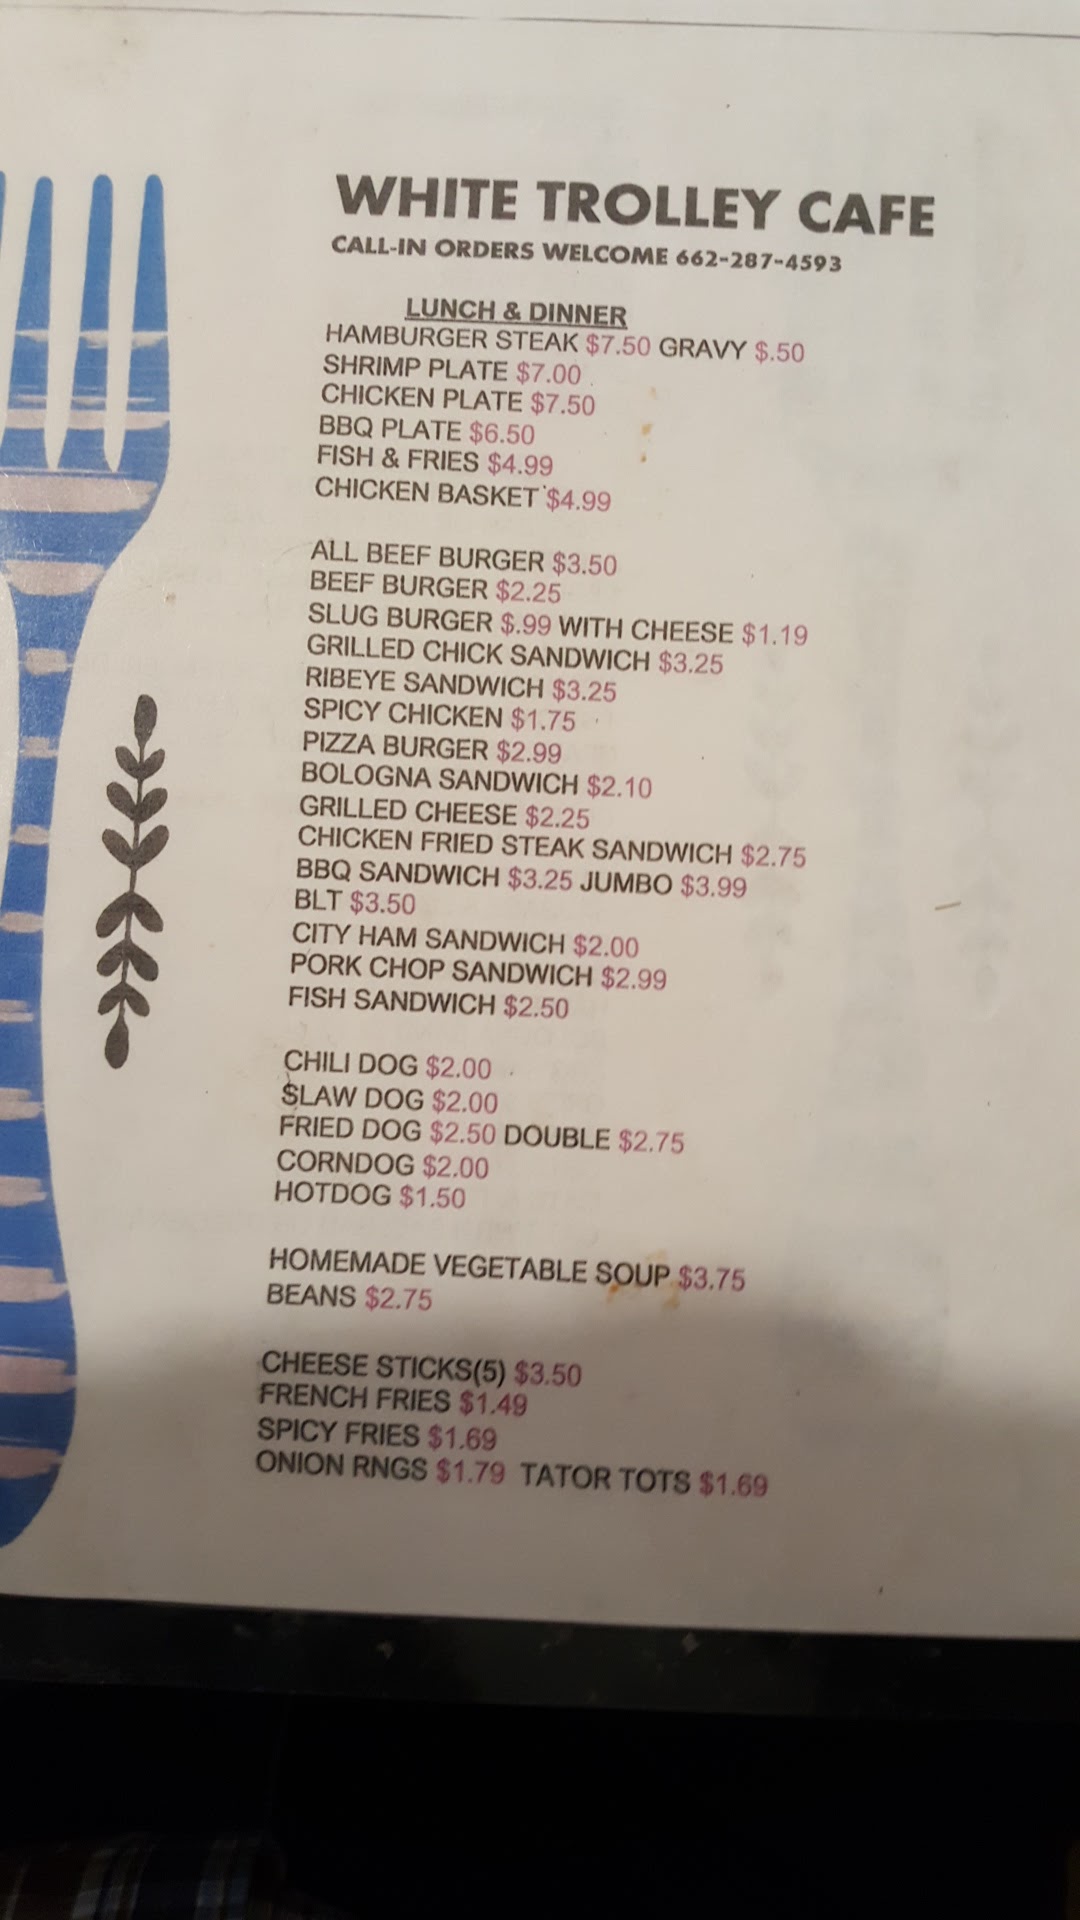 WHITE TROLLEY CAFE
CALL-IN ORDERS WELCOME 662-287-4593
LUNCH & DINNER
HAMBURGER STEAK $7.50 GRAVY $.50
SHRIMP PLATE $7.00
CHICKEN PLATE $7.50
BBQ PLATE $6.50
FISH & FRIES $4.99
CHICKEN BASKET $4.99
ALL BEEF BURGER $3.50
BEEF BURGER $2.25
SLUG BURGER $.99 WITH CHEESE $1.19
GRILLED CHICK SANDWICH $3.25
RIBEYE SANDWICH $3.25
SPICY CHICKEN $1.75
PIZZA BURGER $2.99
BOLOGNA SANDWICH $2.10
GRILLED CHEESE $2.25
CHICKEN FRIED STEAK SANDWICH $2.75
BBQ SANDWICH $3.25 JUMBO $3.99
BLT $3.50
CITY HAM SANDWICH $2.00
PORK CHOP SANDWICH $2.99
FISH SANDWICH $2.50
CHILI DOG $2.00
SLAW DOG $2.00
FRIED DOG $2.50 DOUBLE $2.75
CORNDOG $2.00
HOTDOG $1.50
HOMEMADE VEGETABLE SOUP $3.75
BEANS $2.75
CHEESE STICKS(5) $3.50
FRENCH FRIES $1.49
SPICY FRIES $1.69
ONION RNGS $1.79 TATOR TOTS $1.69